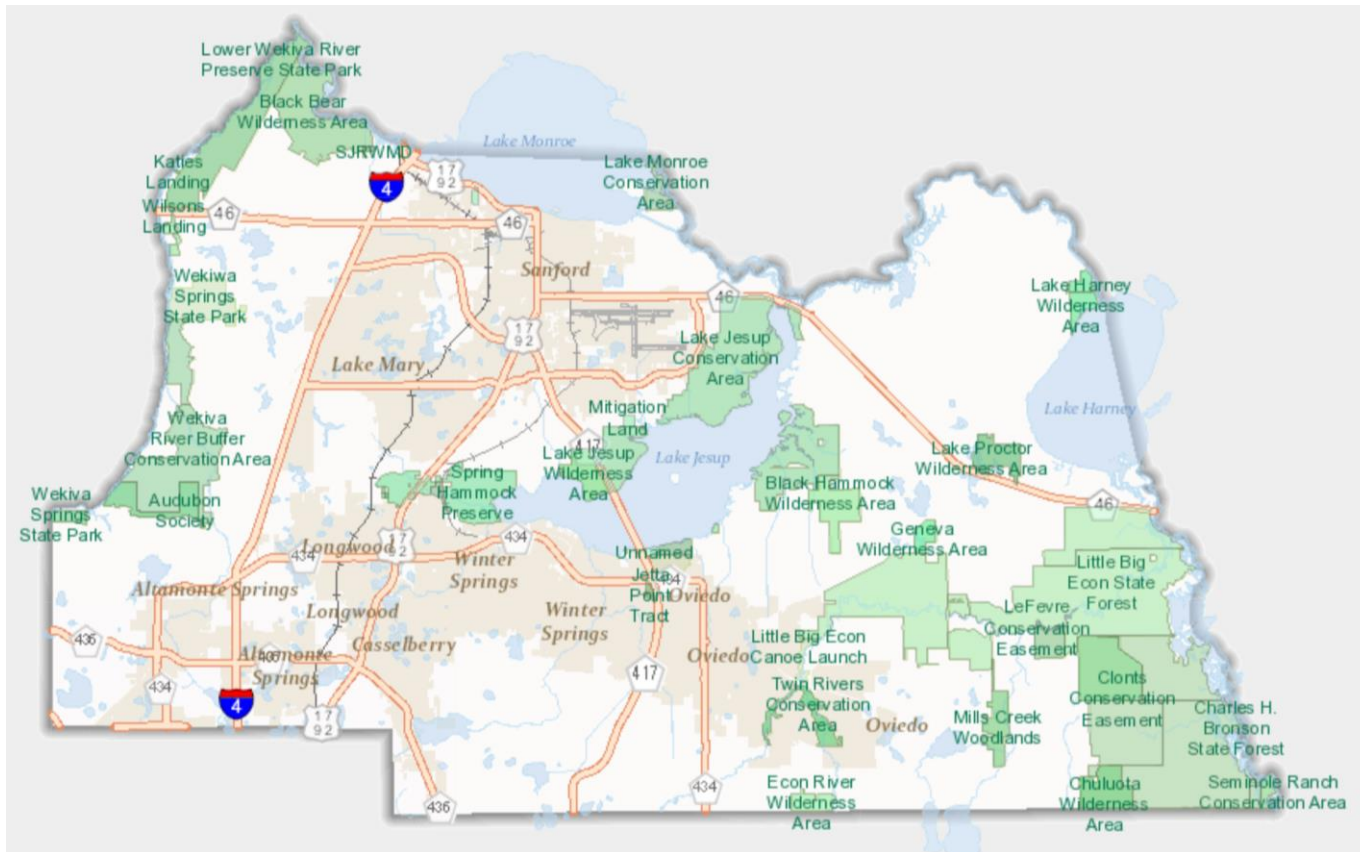 Lower Wekiva River
Preserve State Park
Black Bear
Wilderness Area
SJRWMD
Lake Monroe
Katies
Landing
Lake Monroe
Conservation
Area
4
17
92
Wilsons
Landing
46
46
Sanford
Wekiwa
Springs
State Park
46
Lake Harney
Wilderness
Area
17
92
Lake Jesup
Conservation
Area
Lake Mary
Lake Harney
Mitigation
Land
Wekiva
River Buffer
Conservation Area
417
Lake Jesup
Wilderness
Area
Lake Jesup
Lake Proctor
Wilderness Area
Spring
Hammock
Preserve
Black Hammock
Wilderness Area
Wekiva
Springs
State Park
Audubon
Society
46
Geneva
Wilderness Area
434
17
92
434
Longwood
Winter
Springs
Unnamed
Jetta
Point
Tract
434
Oviedo
Little Big
Econ State
Forest
Altamonte Springs
Longwood
Winter
Springs
LeFevre
Conservation
Easement
436
Casselberry
436
Altamonte
Springs
Oviedo
Little Big Econ
Canoe Launch
417
434
4
Twin Rivers
Conservation
Area
Clonts
Conservation
Easement
17
92
Oviedo
Mills Creek
Woodlands
Charles H.
Bronson
State Forest
436
434
Econ River
Wilderness
Area
Chuluota
Wilderness
Area
Seminole Ranch
Conservation Area